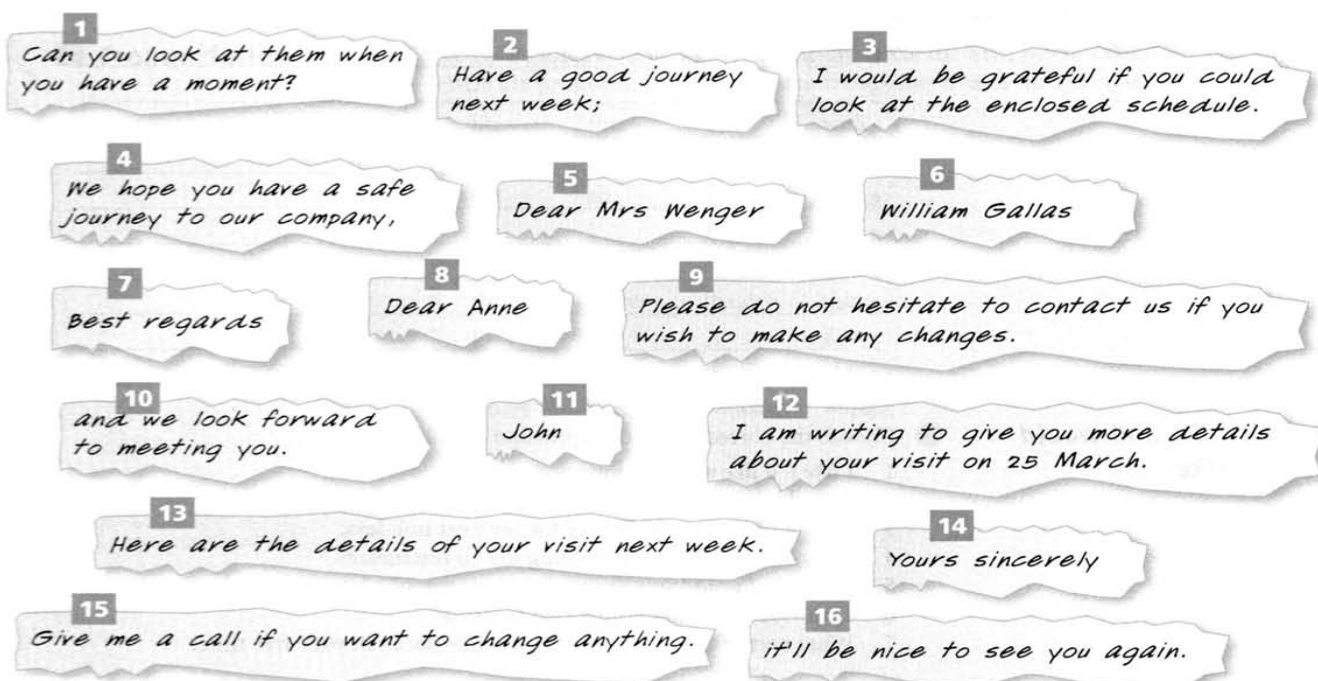 1
Can you look at them when
you have a moment?
2
Have a good journey
next week;
3
I would be grateful if you could
look at the enclosed schedule.
4
We hope you have a safe
journey to our company,
5
Dear Mrs Wenger
6
William Gallas
7
Best regards
8
Dear Anne
9
Please do not hesitate to contact us if you
wish to make any changes.
10
and we look forward
to meeting you.
11
John
12
I am writing to give you more details
about your visit on 25 March.
13
Here are the details of your visit next week.
14
Yours sincerely
15
Give me a call if you want to change anything.
16
it'll be nice to see you again.